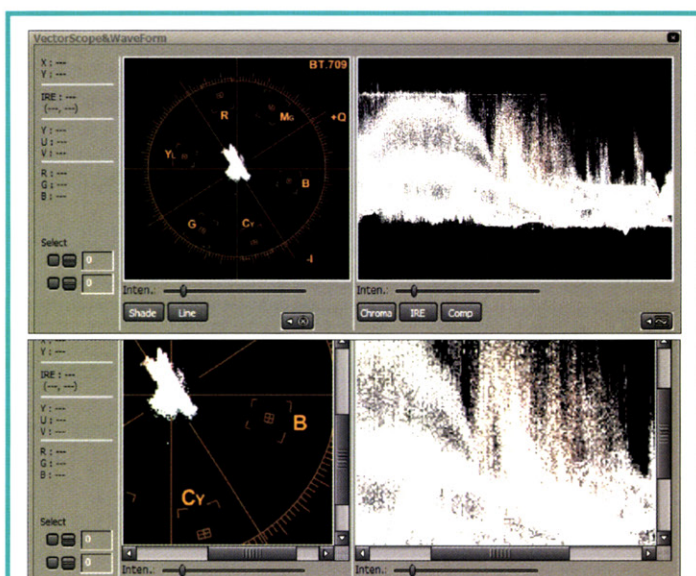 VectorScope&WaveForm
X : ---
Y : ---
IRE : ---
(---, ---)
Y : ---
U : ---
V : ---
R : ---
G : ---
B : ---
Select
0
0
BT.709
R
MG
+Q
YL
B
G
CY
-I
Inten.:
Shade
Line
Inten.:
Chroma
IRE
Comp
Y : ---
IRE : ---
(---, ---)
Y : ---
U : ---
V : ---
R : ---
G : ---
B : ---
Select
0
0
B
CY
Inten.:
Inten.: